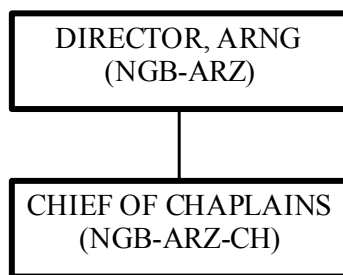 DIRECTOR, ARNG
(NGB-ARZ)
CHIEF OF CHAPLAINS
(NGB-ARZ-CH)